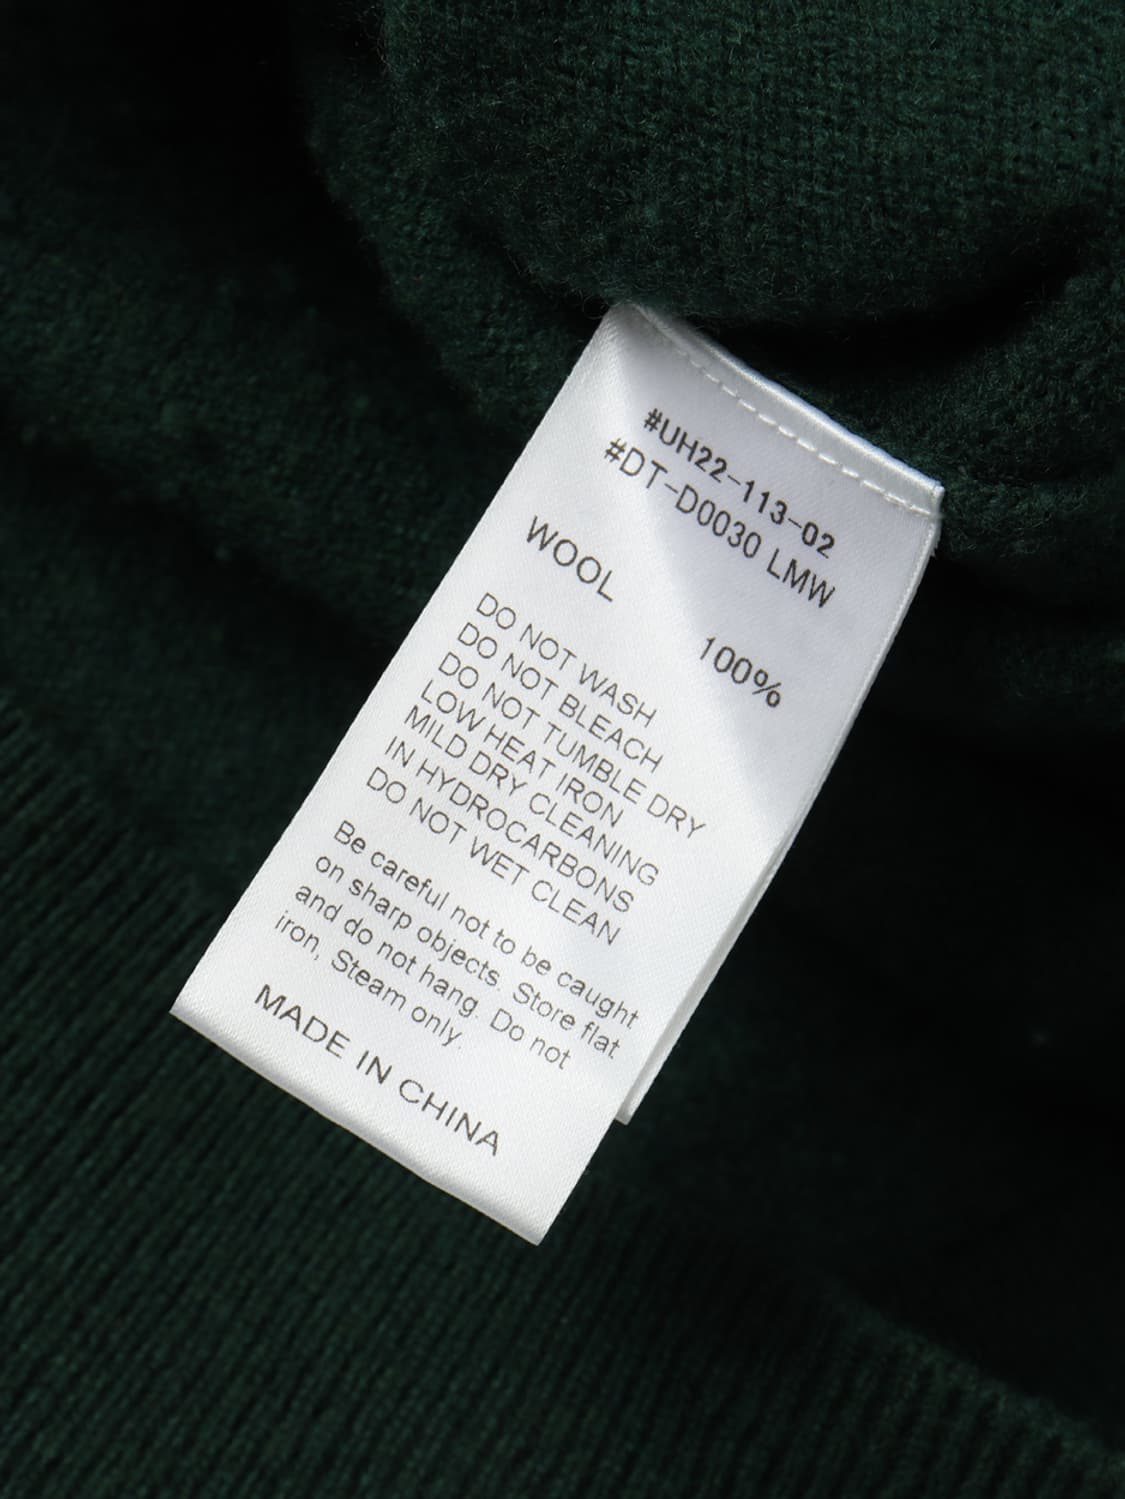 #UH22-113-02
#DT-D0030 LMW
WOOL 100%
DO NOT WASH
DO NOT BLEACH
DO NOT TUMBLE DRY
LOW HEAT IRON
MILD DRY CLEANING
IN HYDROCARBONS
DO NOT WET CLEAN
Be careful not to be caught
on sharp objects. Store flat
and do not hang. Do not
iron, Steam only.
MADE IN CHINA